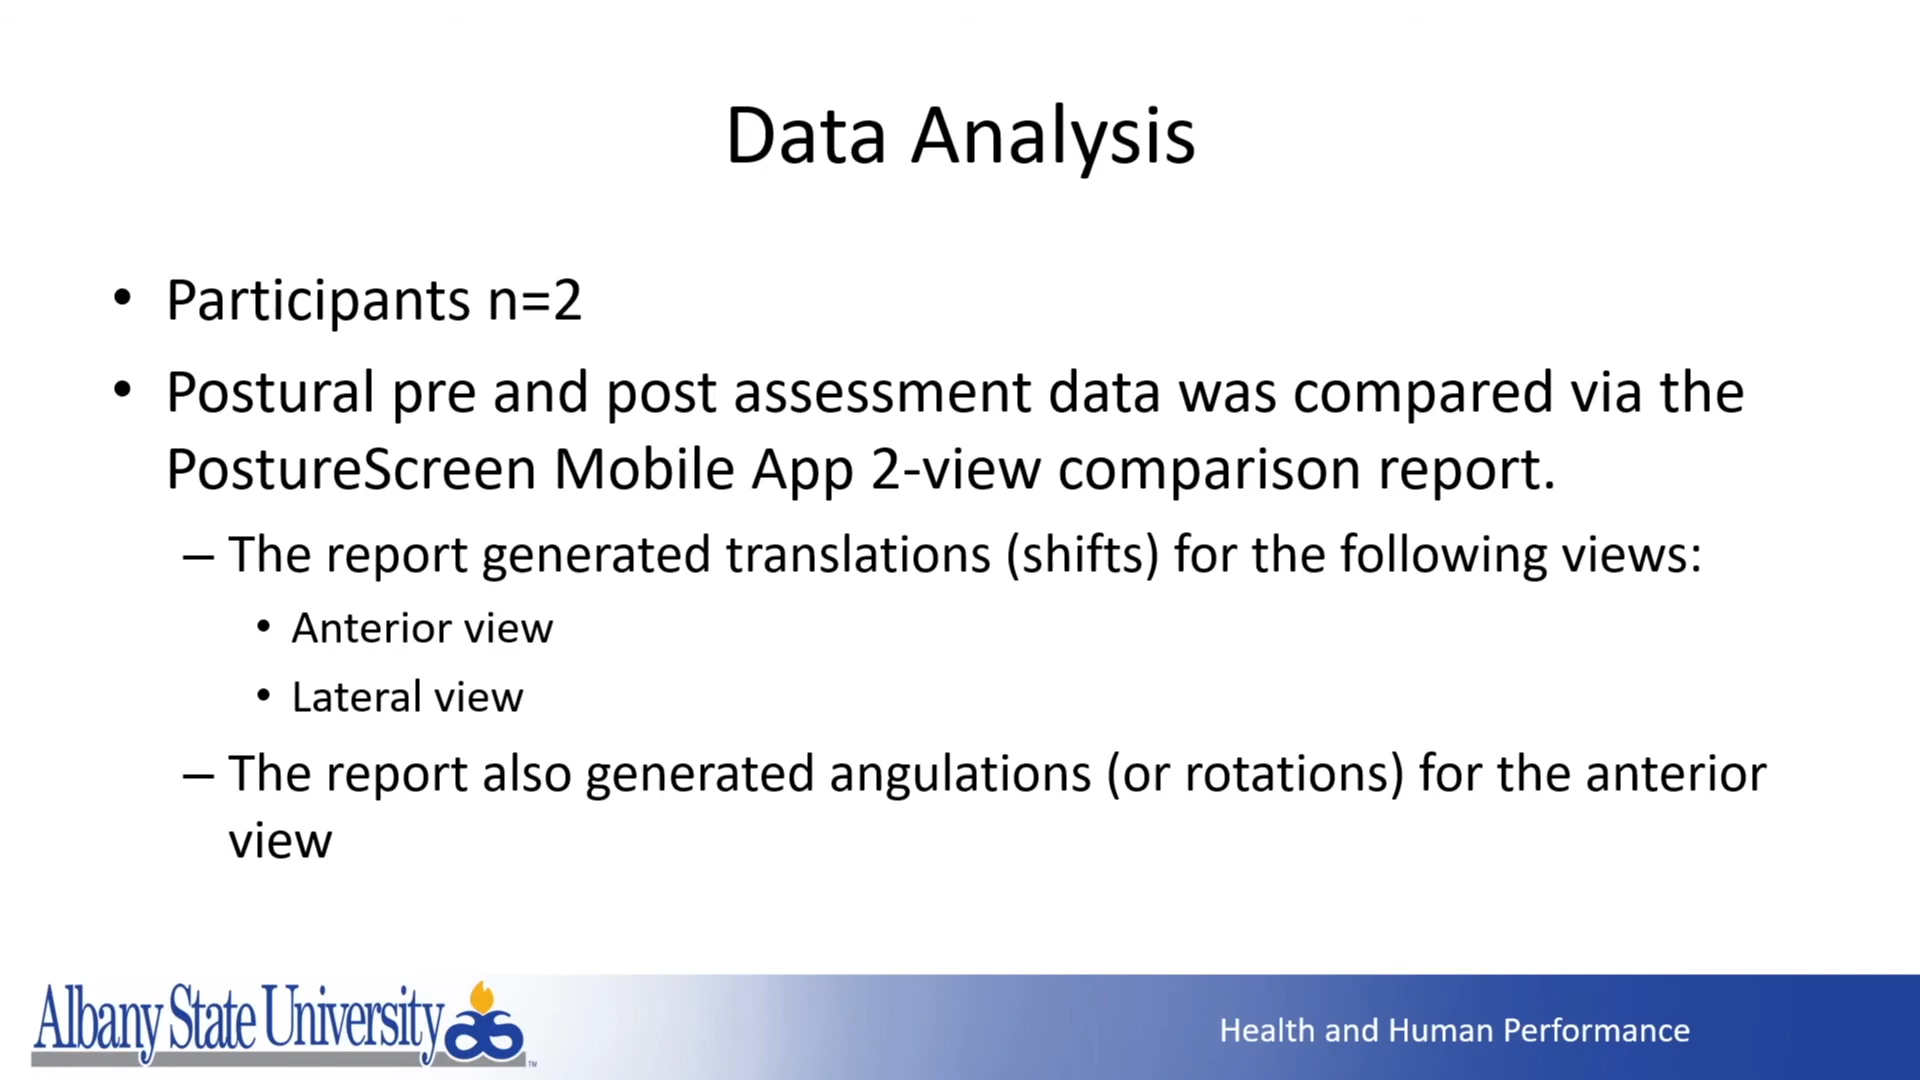 Data Analysis
• Participants n=2
• Postural pre and post assessment data was compared via the
PostureScreen Mobile App 2-view comparison report.
– The report generated translations (shifts) for the following views:
• Anterior view
• Lateral view
– The report also generated angulations (or rotations) for the anterior
view
Albany State University
TM
Health and Human Performance